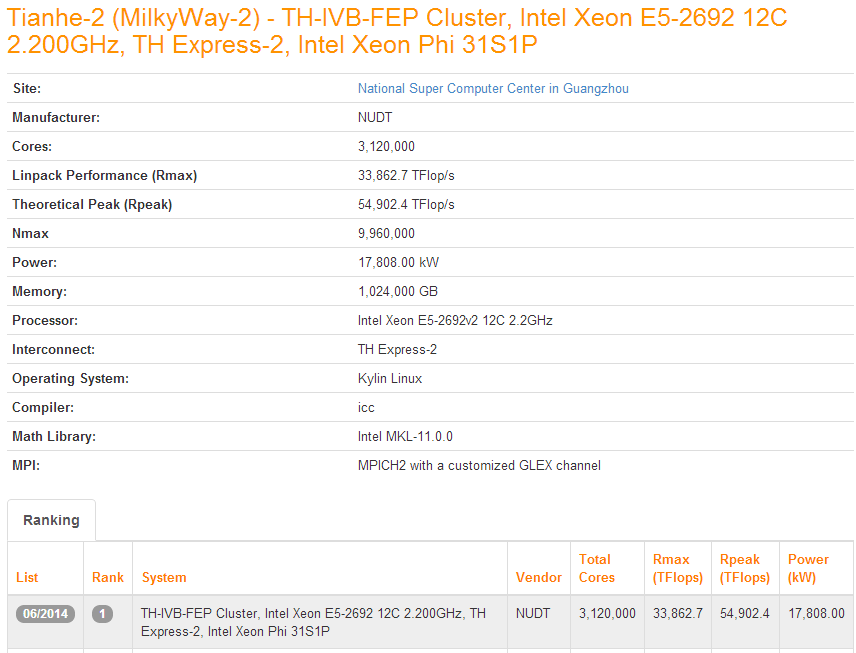 Tianhe-2 (MilkyWay-2) - TH-IVB-FEP Cluster, Intel Xeon E5-2692 12C
2.200GHz, TH Express-2, Intel Xeon Phi 31S1P
Site: National Super Computer Center in Guangzhou
Manufacturer: NUDT
Cores: 3,120,000
Linpack Performance (Rmax) 33,862.7 TFlop/s
Theoretical Peak (Rpeak) 54,902.4 TFlop/s
Nmax 9,960,000
Power: 17,808.00 kW
Memory: 1,024,000 GB
Processor: Intel Xeon E5-2692v2 12C 2.2GHz
Interconnect: TH Express-2
Operating System: Kylin Linux
Compiler: icc
Math Library: Intel MKL-11.0.0
MPI: MPICH2 with a customized GLEX channel
Ranking
List Rank System Vendor Total Cores Rmax (TFlops) Rpeak (TFlops) Power (kW)
06/2014 1 TH-IVB-FEP Cluster, Intel Xeon E5-2692 12C 2.200GHz, TH NUDT 3,120,000 33,862.7 54,902.4 17,808.00
Express-2, Intel Xeon Phi 31S1P